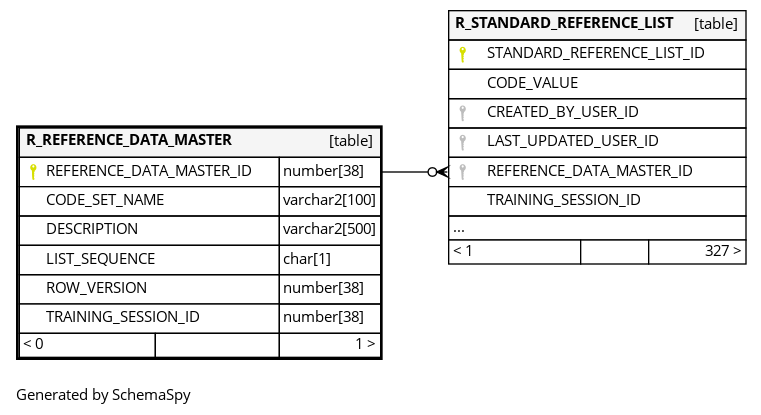 R_STANDARD_REFERENCE_LIST [table]
STANDARD_REFERENCE_LIST_ID
CODE_VALUE
CREATED_BY_USER_ID
LAST_UPDATED_USER_ID
REFERENCE_DATA_MASTER_ID
TRAINING_SESSION_ID
...
< 1 327 >
R_REFERENCE_DATA_MASTER [table]
REFERENCE_DATA_MASTER_ID number[38]
CODE_SET_NAME varchar2[100]
DESCRIPTION varchar2[500]
LIST_SEQUENCE char[1]
ROW_VERSION number[38]
TRAINING_SESSION_ID number[38]
< 0 1 >
Generated by SchemaSpy